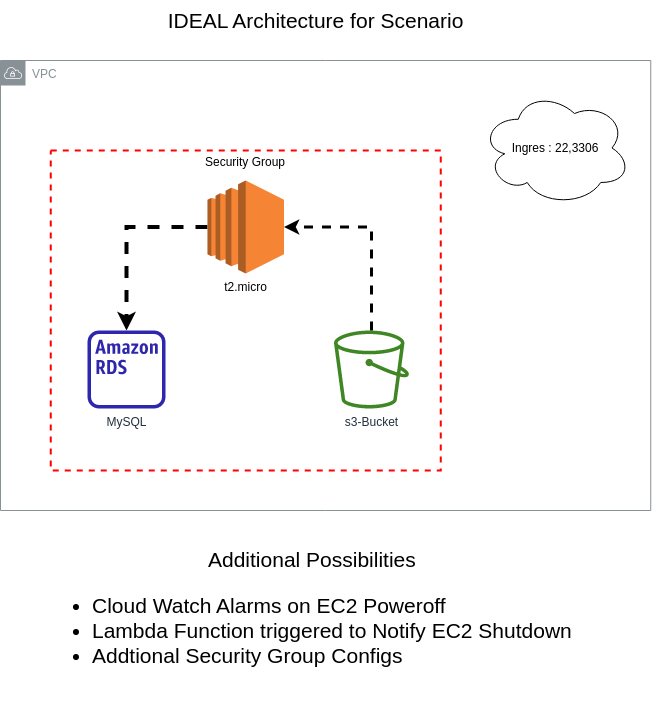 IDEAL Architecture for Scenario
VPC
Ingres : 22,3306
Security Group
t2.micro
Amazon
RDS
MySQL
s3-Bucket
Additional Possibilities
• Cloud Watch Alarms on EC2 Poweroff
• Lambda Function triggered to Notify EC2 Shutdown
• Addtional Security Group Configs